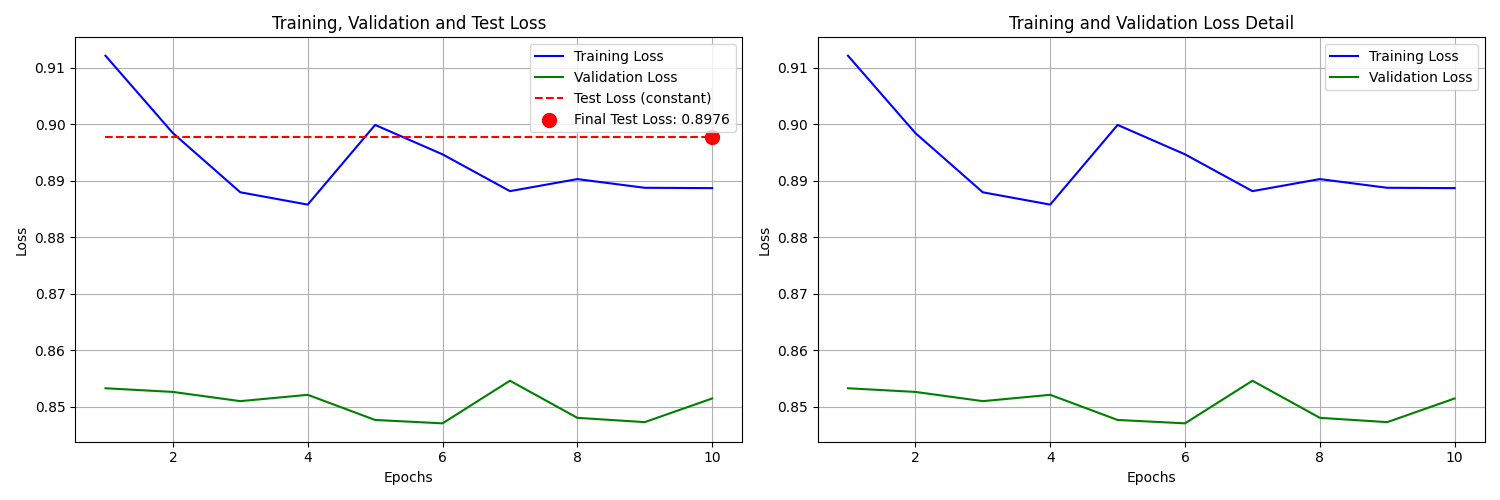 Training, Validation and Test Loss
Training Loss
Validation Loss
Test Loss (constant)
Final Test Loss: 0.8976
0.91
0.90
0.89
0.88
0.87
0.86
0.85
Loss
2 4 6 8 10
Epochs
Training and Validation Loss Detail
Training Loss
Validation Loss
0.91
0.90
0.89
0.88
0.87
0.86
0.85
Loss
2 4 6 8 10
Epochs